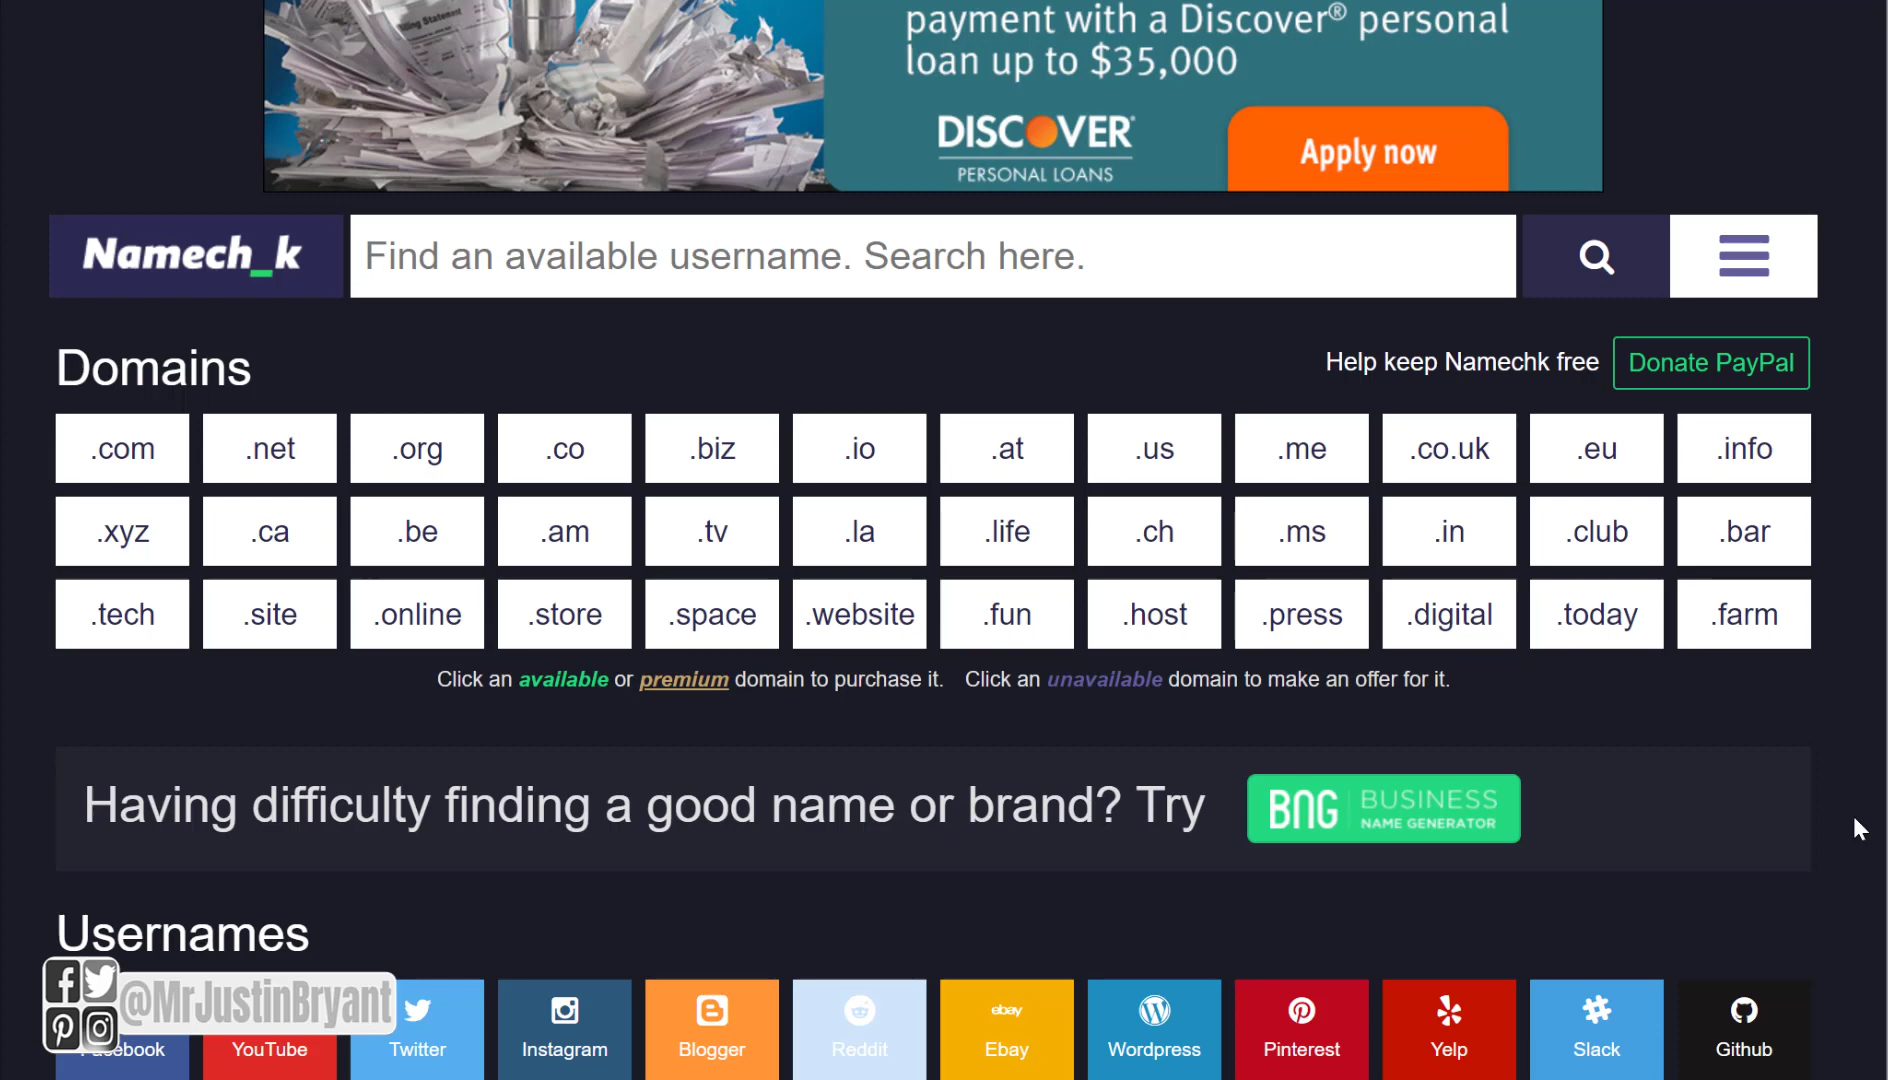 Billing Statement
payment with a Discover® personal
loan up to $35,000
DISCOVER
PERSONAL LOANS
Apply now
Namech_k
Find an available username. Search here.
Domains
Help keep Namechk free
Donate PayPal
.com .net .org .co .biz .io .at .us .me .co.uk .eu .info
.xyz .ca .be .am .tv .la .life .ch .ms .in .club .bar
.tech .site .online .store .space .website .fun .host .press .digital .today .farm
Click an available or premium domain to purchase it. Click an unavailable domain to make an offer for it.
Having difficulty finding a good name or brand? Try
BNG BUSINESS
NAME GENERATOR
Usernames
@MrJustinBryant
ebay
ebook YouTube Twitter Instagram Blogger Reddit Ebay Wordpress Pinterest Yelp Slack Github